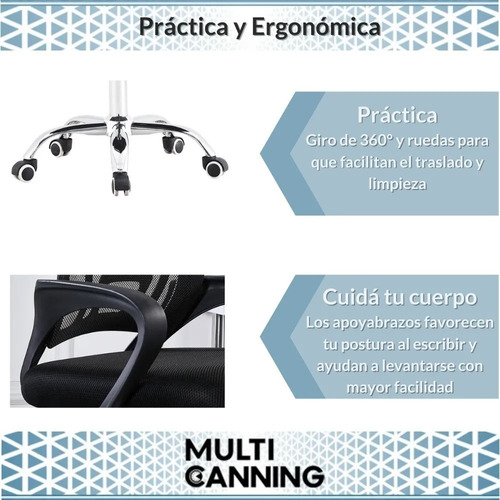 Práctica y Ergonómica
Práctica
Giro de 360° y ruedas para
que facilitan el traslado y
limpieza
Cuidá tu cuerpo
Los apoyabrazos favorecen
tu postura al escribir y
ayudan a levantarse con
mayor facilidad
MULTI
CANNING